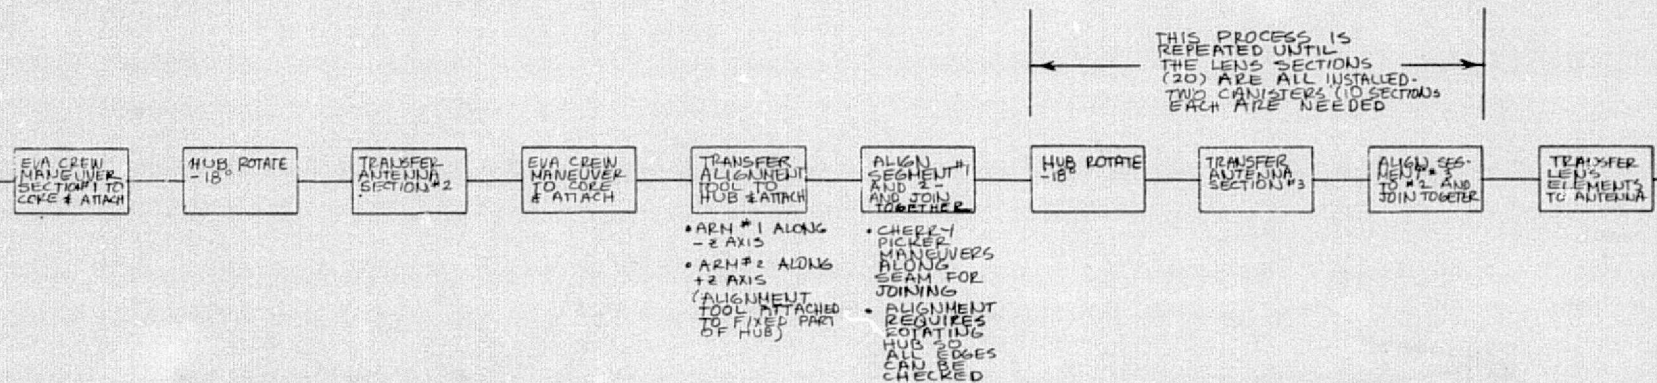 THIS PROCESS IS
REPEATED UNTIL
THE LENS SECTIONS
(20) ARE ALL INSTALLED.
TWO CANISTERS (10 SECTIONS
EACH ARE NEEDED
EVA CREW
MANEUVER
SECTION #1 TO
CORE & ATTACH
HUB ROTATE
-18°
TRANSFER
ANTENNA
SECTION #2
EVA CREW
MANEUVER
TO CORE
& ATTACH
TRANSFER
ALIGNMENT
TOOL TO
HUB & ATTACH
• ARM #1 ALONG
-Z AXIS
• ARM #2 ALONG
+Z AXIS
(ALIGNMENT
TOOL ATTACHED
TO FIXED PART
OF HUB)
ALIGN
SEGMENT #1
AND 2 -
AND JOIN
TOGETHER
• CHERRY
PICKER
MANEUVERS
ALONG
SEAM FOR
JOINING
• ALIGNMENT
REQUIRES
ROTATING
HUB SO
ALL EDGES
CAN BE
CHECKED
HUB ROTATE
-18°
TRANSFER
ANTENNA
SECTION #3
ALIGN SEG-
MENT #3
TO #2 AND
JOIN TOGETER
TRANSFER
LENS
ELEMENTS
TO ANTENNA